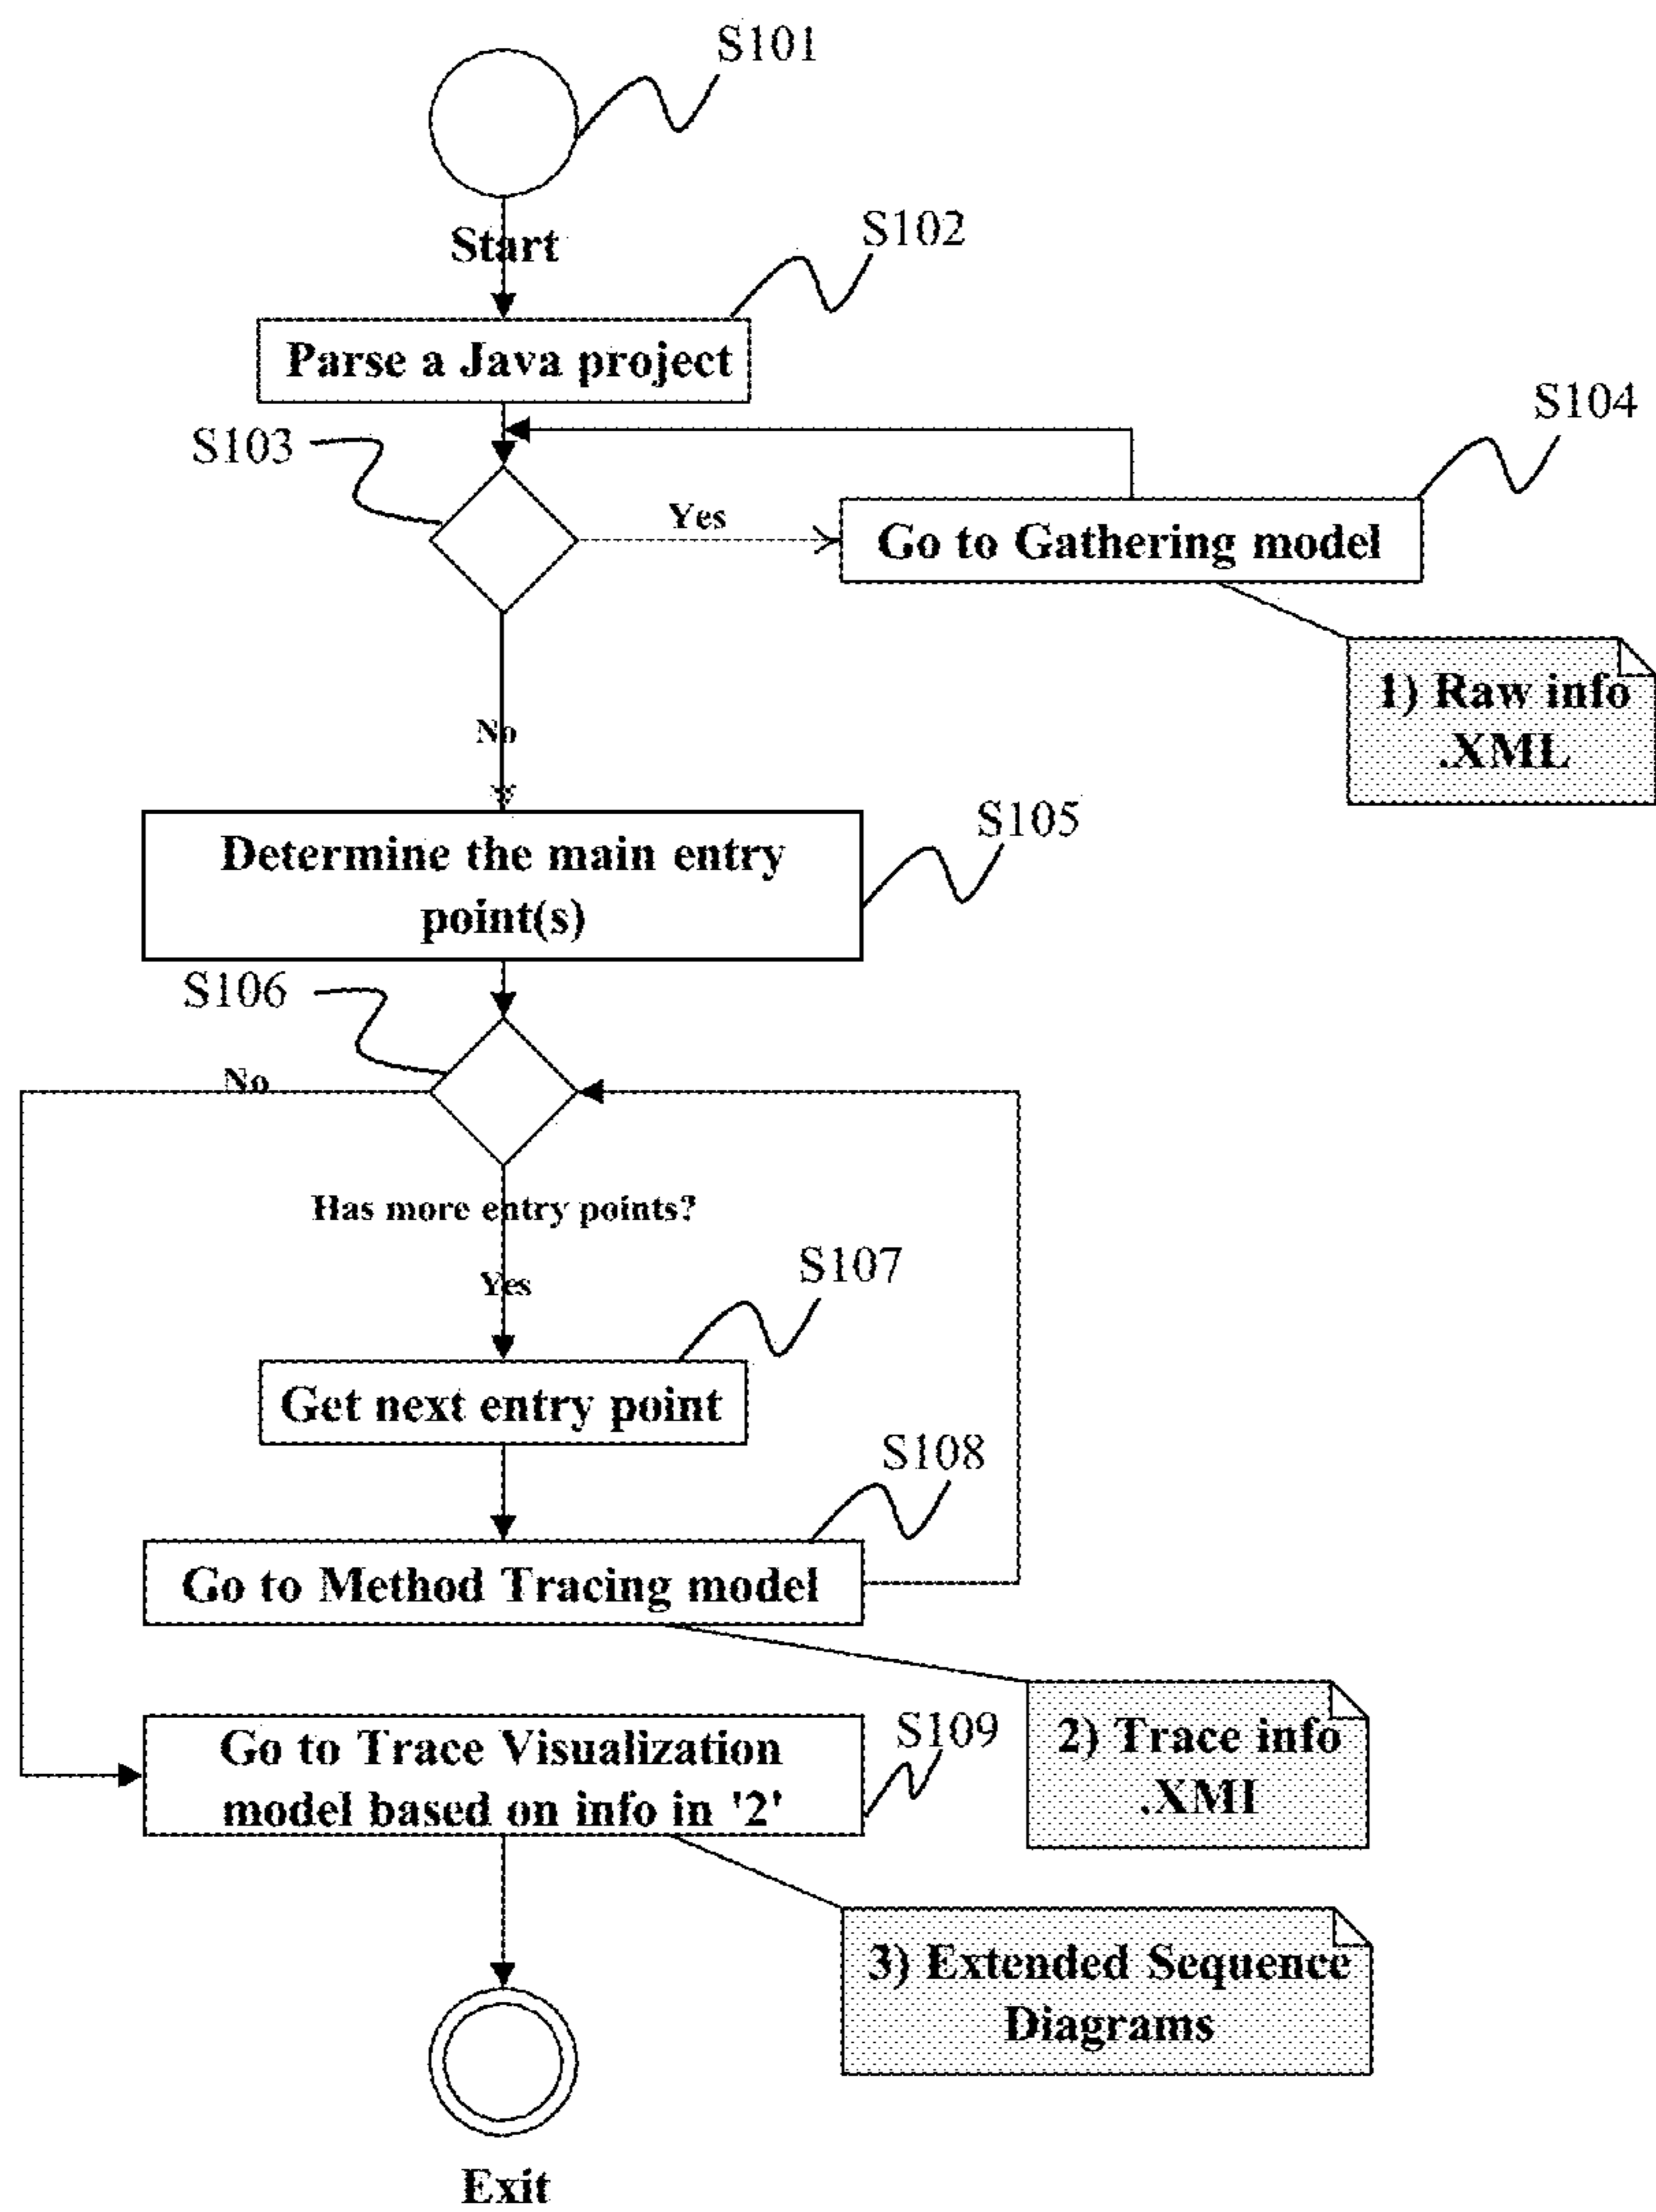 S101
Start
S102
Parse a Java project
S103
S104
Yes
Go to Gathering model
1) Raw info
.XML
No
S105
Determine the main entry
point(s)
S106
No
Has more entry points?
Yes
S107
Get next entry point
S108
Go to Method Tracing model
2) Trace info
.XMI
S109
Go to Trace Visualization
model based on info in '2'
3) Extended Sequence
Diagrams
Exit